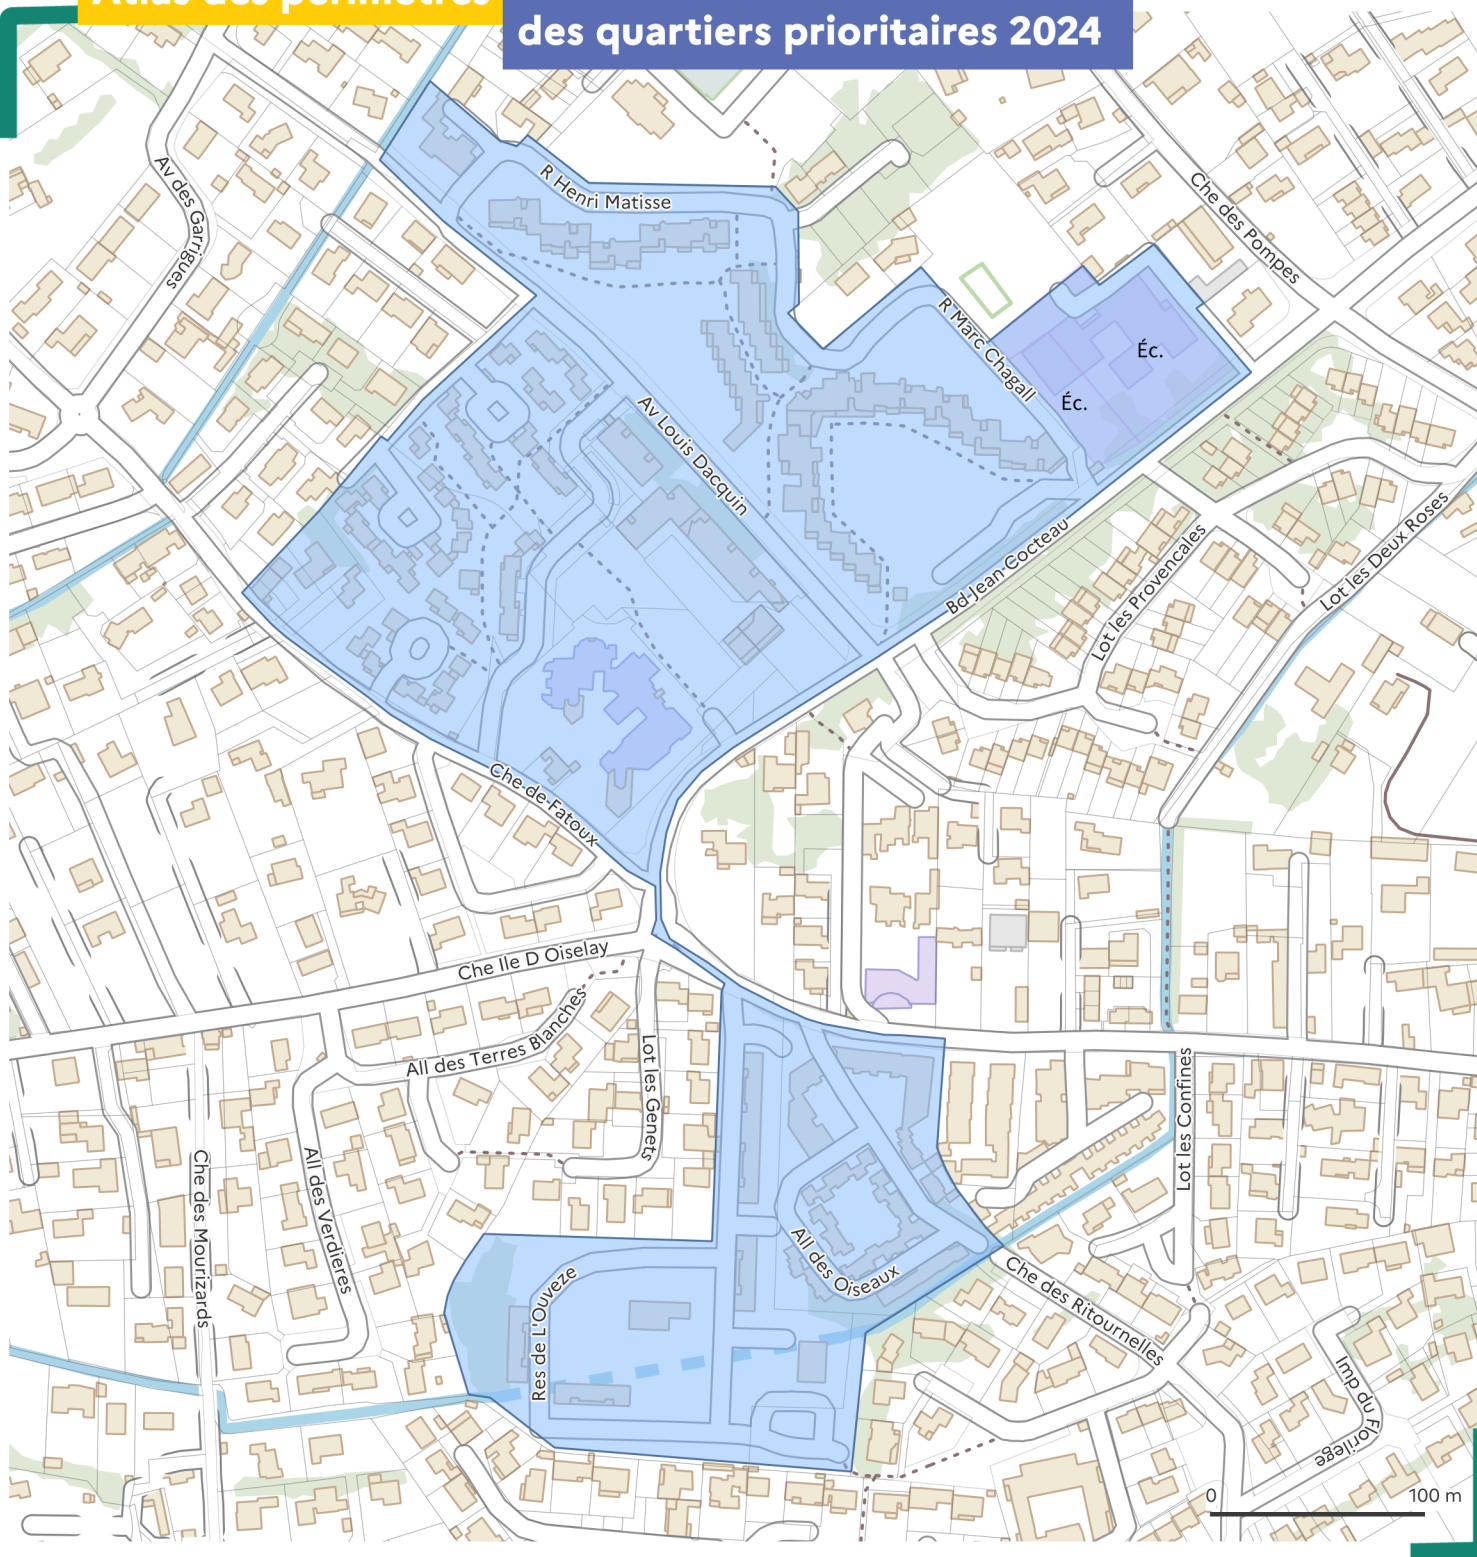 Atlas des périmètres
des quartiers prioritaires 2024
R Henri Matisse
Av des Garrigues
Che des Pompes
R Marc Chagall
Éc.
Éc.
Av Louis Dacquin
Bd Jean Cocteau
Lot les Provencales
Lot les Deux Roses
Che de Fatoux
Che Ile D Oiselay
All des Terres Blanches
Lot les Genets
Lot les Confines
Che des Mourizards
All des Verdieres
All des Oiseaux
Res de L'Ouveze
Che des Ritournelles
Imp du Florilege
0 100 m